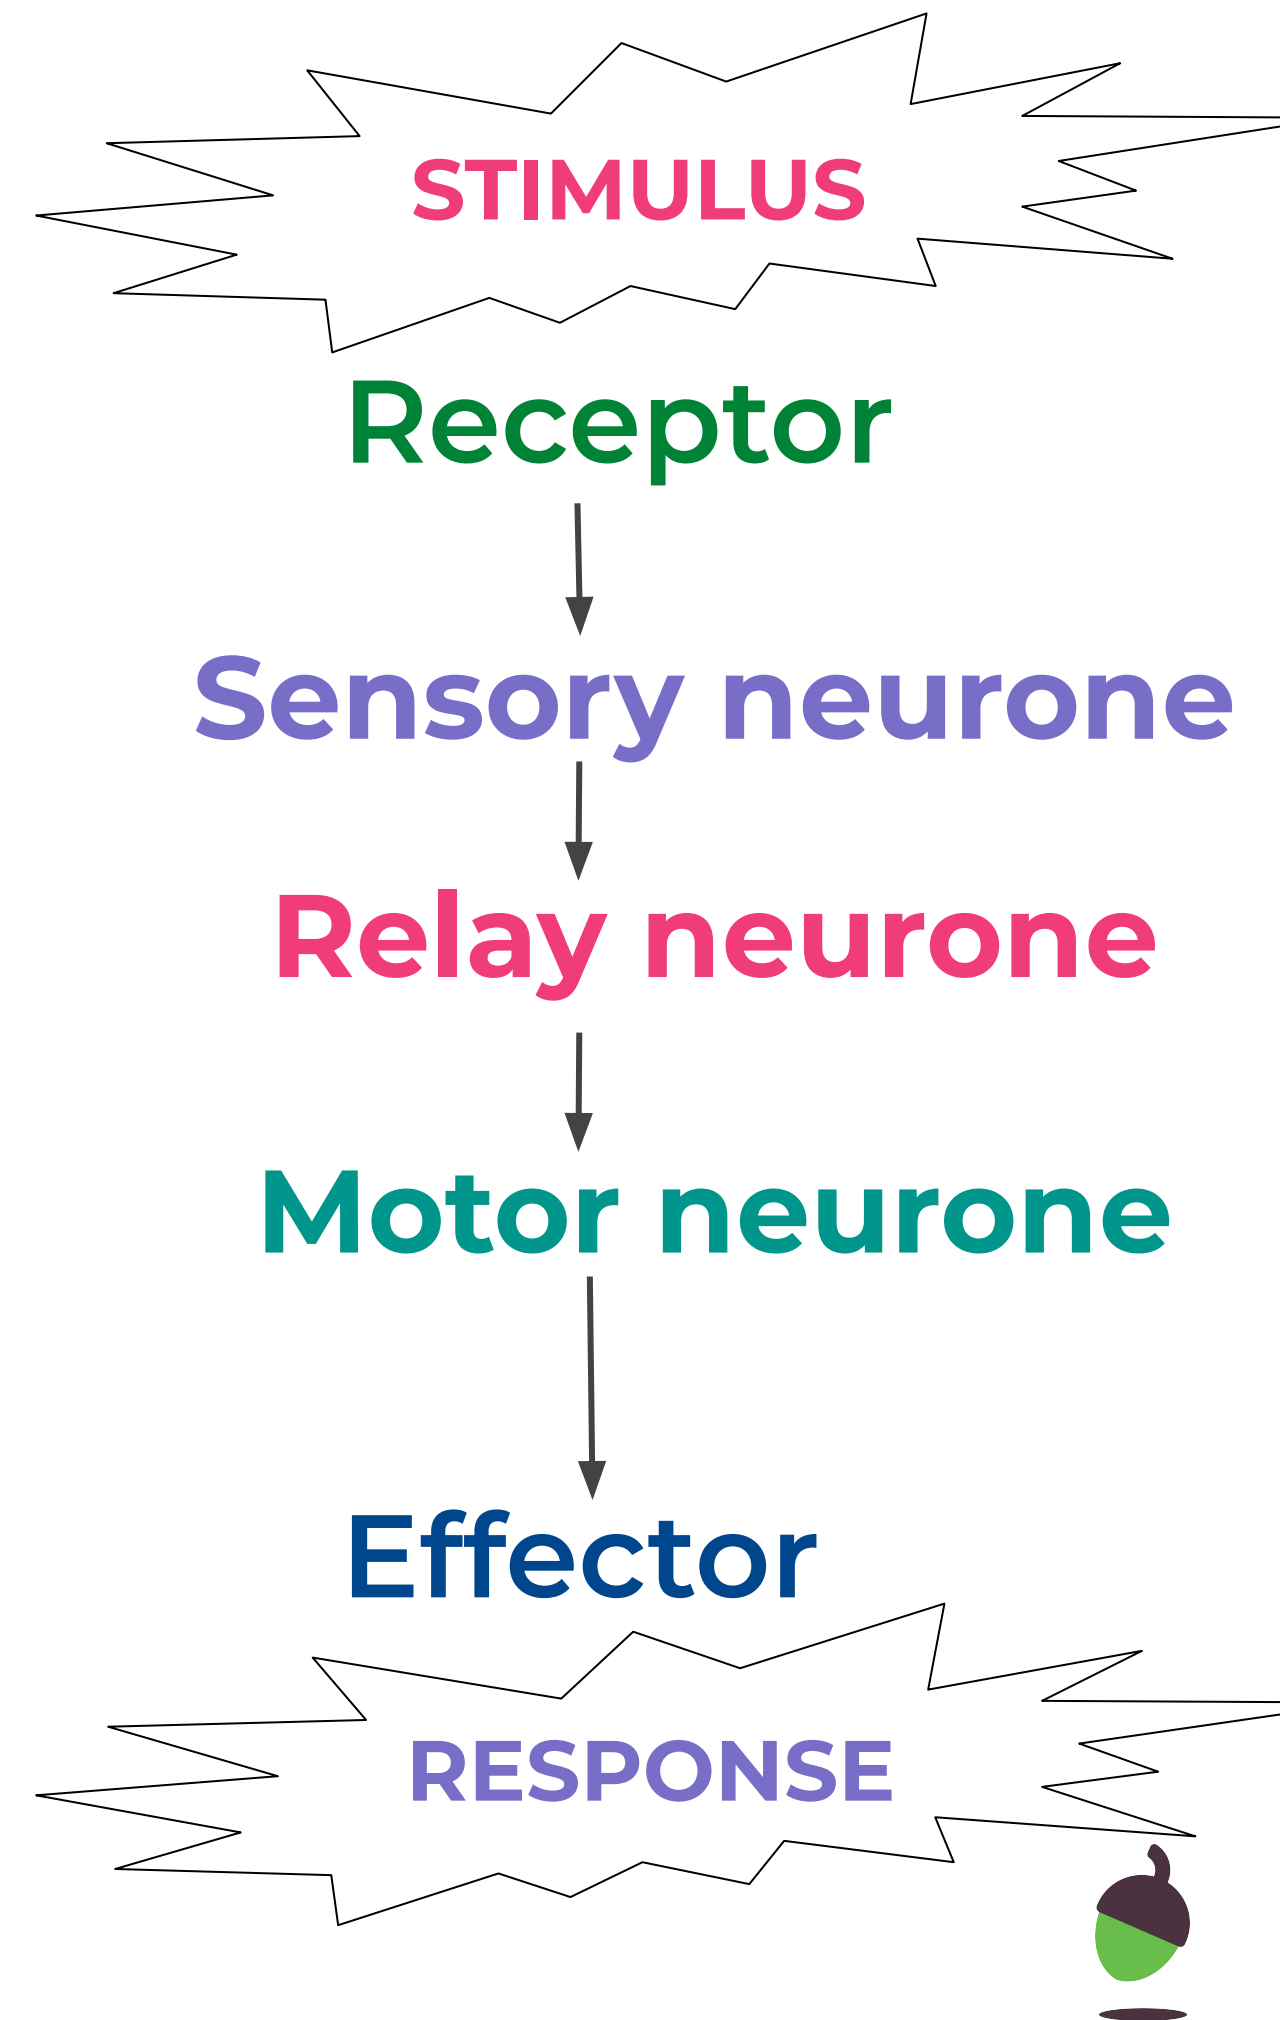 STIMULUS
Receptor
Sensory neurone
Relay neurone
Motor neurone
Effector
RESPONSE